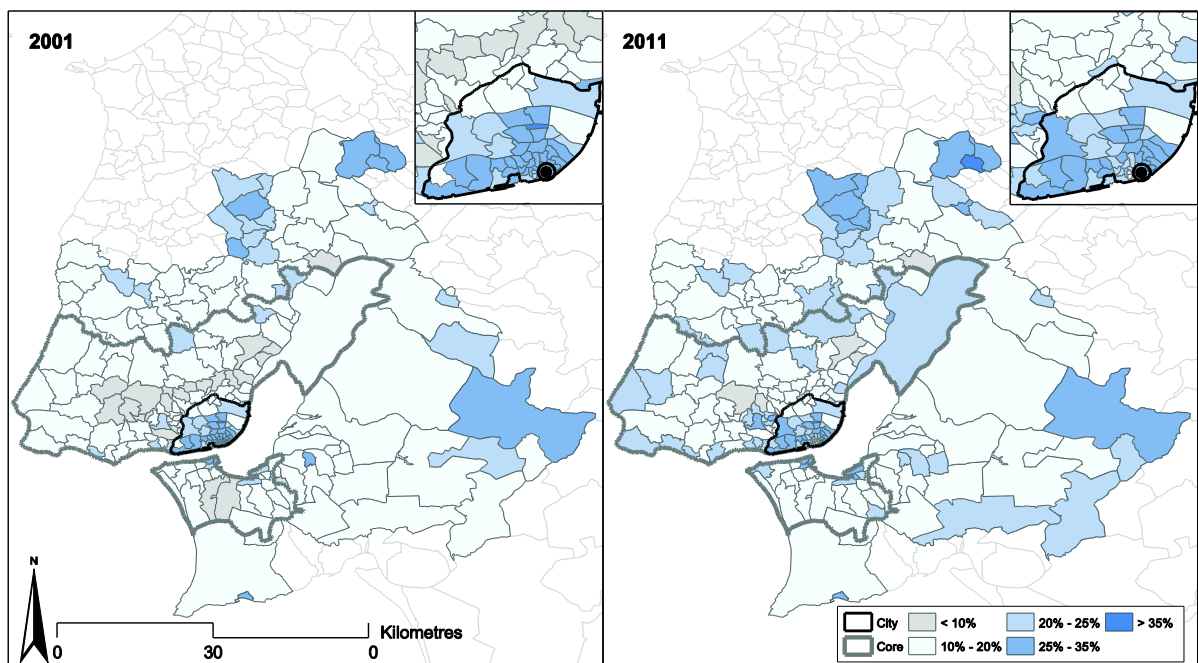 2001
2011
N
Kilometres
0 30 0
City < 10% 20% - 25% > 35%
Core 10% - 20% 25% - 35%